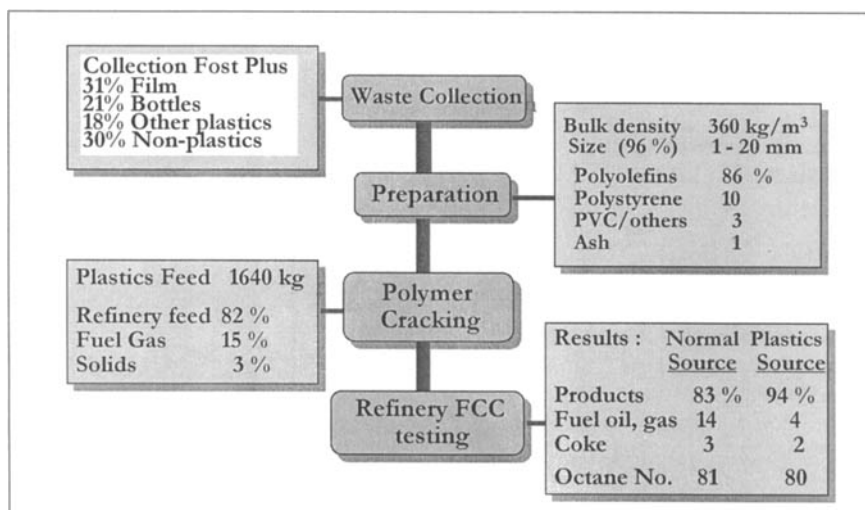 Collection Fost Plus
31% Film
21% Bottles
18% Other plastics
30% Non-plastics
Waste Collection
Bulk density 360 kg/m³
Size (96 %) 1 - 20 mm
Polyolefins 86 %
Polystyrene 10
PVC/others 3
Ash 1
Preparation
Plastics Feed 1640 kg
Refinery feed 82 %
Fuel Gas 15 %
Solids 3 %
Polymer
Cracking
Results : Normal Plastics
Source Source
Products 83 % 94 %
Fuel oil, gas 14 4
Coke 3 2
Octane No. 81 80
Refinery FCC
testing